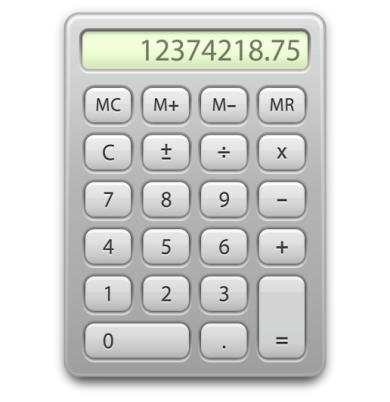 12374218.75
MC M+ M– MR
C ± ÷ x
7 8 9 –
4 5 6 +
1 2 3
0 . =